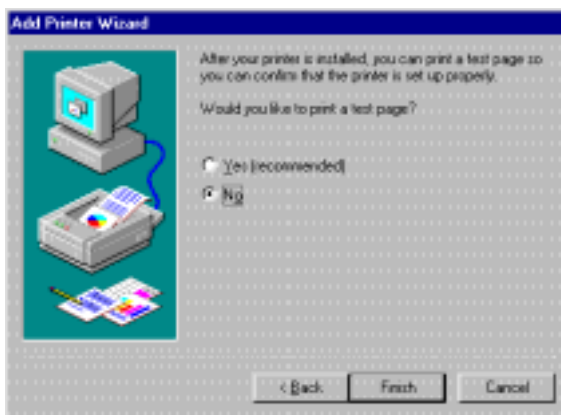 Add Printer Wizard
After your printer is installed, you can print a test page so
you can confirm that the printer is set up properly.
Would you like to print a test page?
Yes (recommended)
No
< Back Finish Cancel